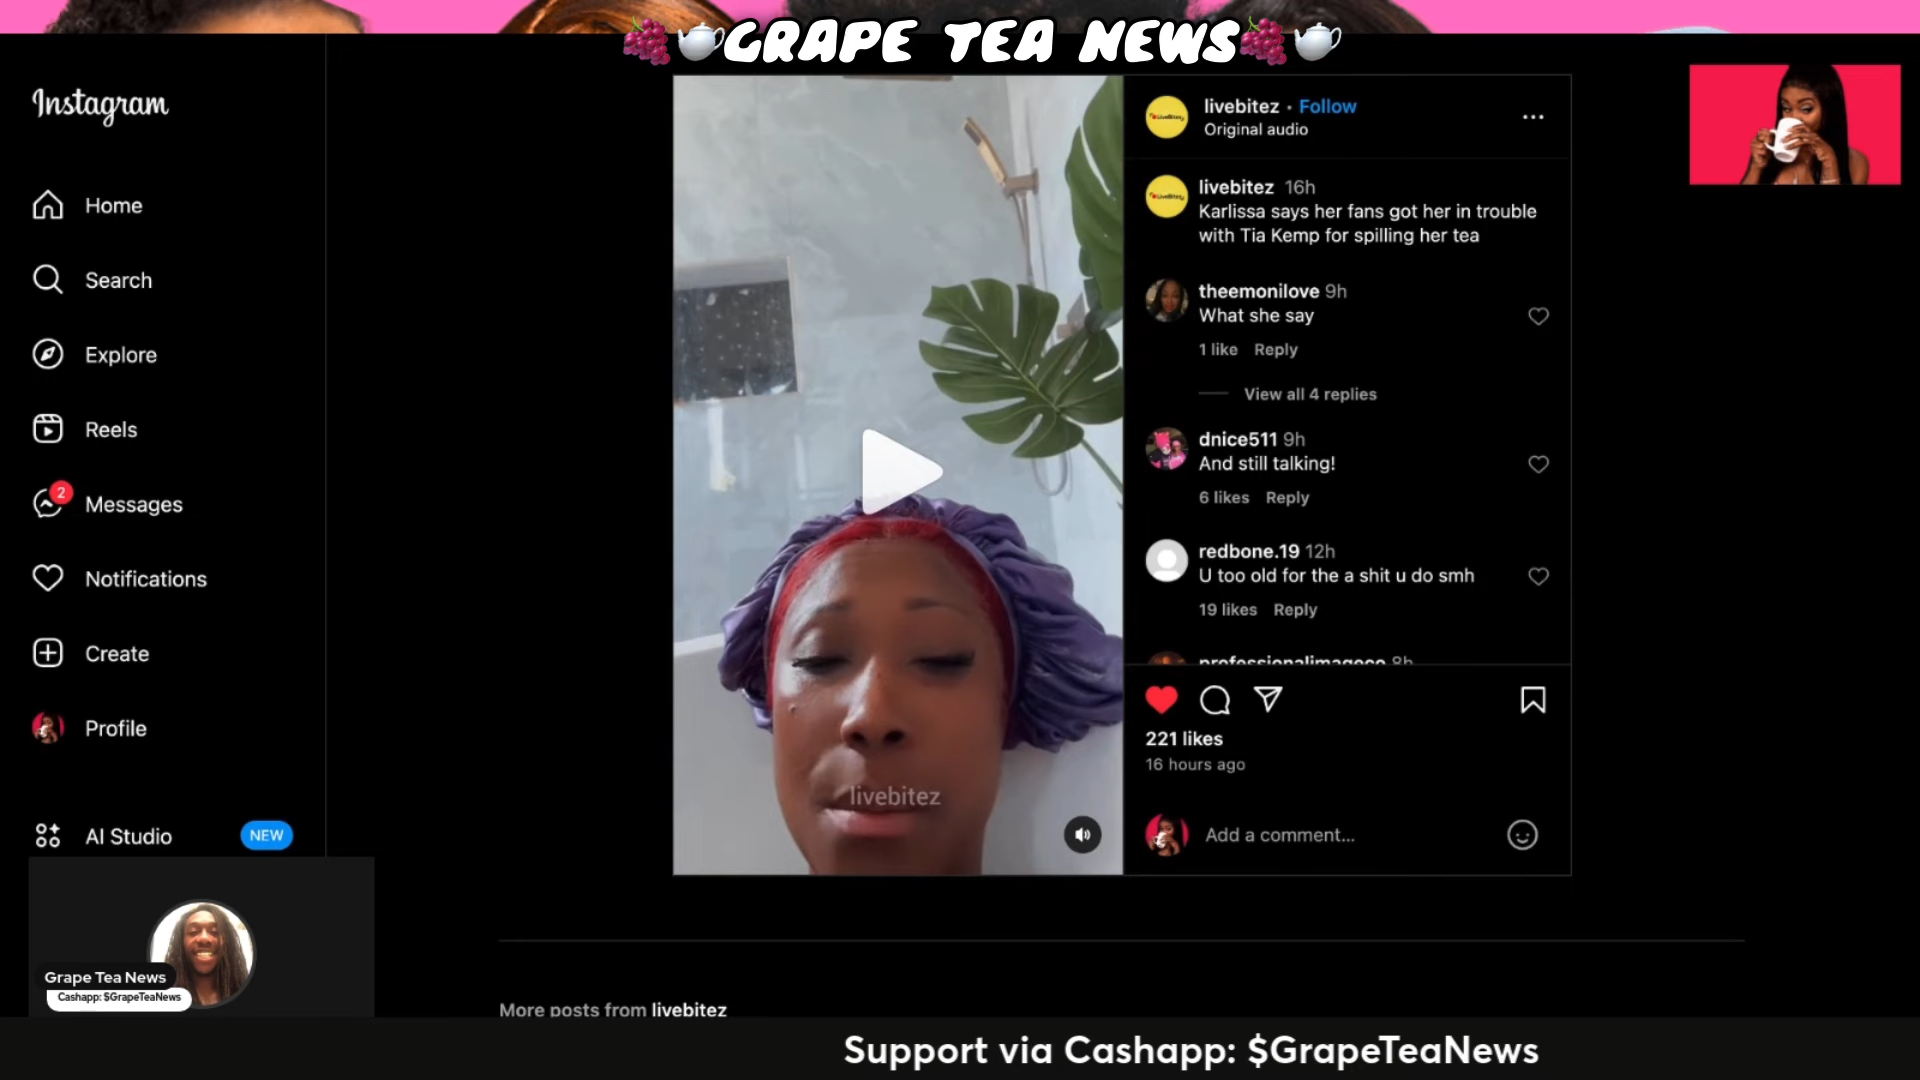 GRAPE TEA NEWS
Instagram
Home
Search
Explore
Reels
2
Messages
Notifications
Create
Profile
AI Studio
NEW
livebitez
livebitez • Follow
Original audio
livebitez 16h
Karlissa says her fans got her in trouble
with Tia Kemp for spilling her tea
theemonilove 9h
What she say
1 like Reply
View all 4 replies
dnice511 9h
And still talking!
6 likes Reply
redbone.19 12h
U too old for the a shit u do smh
19 likes Reply
professionalimageco 8h
221 likes
16 hours ago
Add a comment...
Grape Tea News
Cashapp: $GrapeTeaNews
More posts from livebitez
Support via Cashapp: $GrapeTeaNews